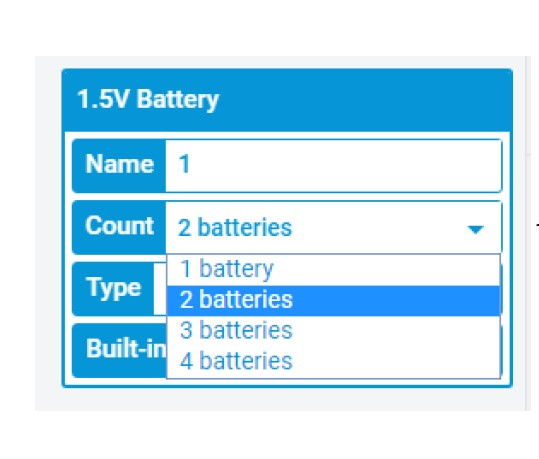 1.5V Battery
Name 1
Count 2 batteries
1 battery
Type
2 batteries
3 batteries
Built-in
4 batteries